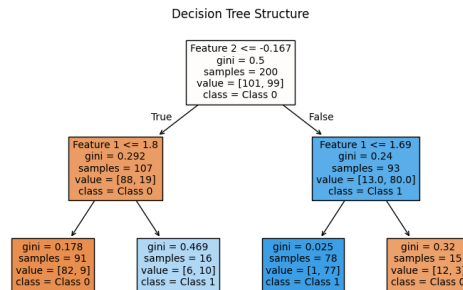 Decision Tree Structure
Feature 2 <= -0.167
gini = 0.5
samples = 200
value = [101, 99]
class = Class 0
True
False
Feature 1 <= 1.8
gini = 0.292
samples = 107
value = [88, 19]
class = Class 0
Feature 1 <= 1.69
gini = 0.24
samples = 93
value = [13.0, 80.0]
class = Class 1
gini = 0.178
samples = 91
value = [82, 9]
class = Class 0
gini = 0.469
samples = 16
value = [6, 10]
class = Class 1
gini = 0.025
samples = 78
value = [1, 77]
class = Class 1
gini = 0.32
samples = 15
value = [12, 3]
class = Class 0